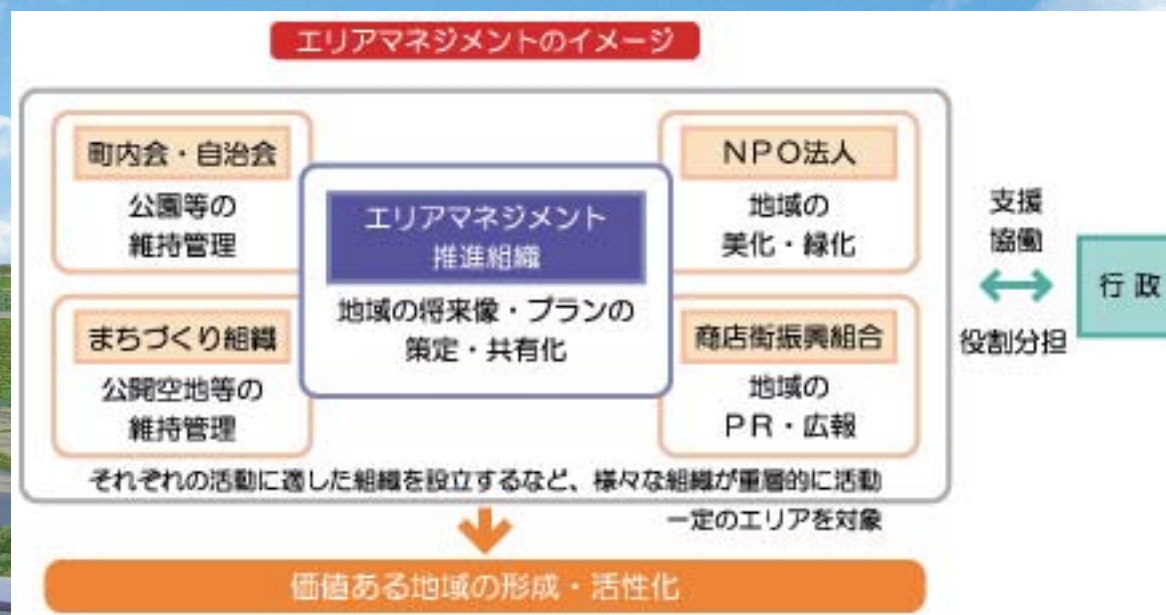 エリアマネジメントのイメージ
町内会・自治会
公園等の
維持管理
NPO法人
地域の
美化・緑化
エリアマネジメント
推進組織
地域の将来像・プランの
策定・共有化
まちづくり組織
公開空地等の
維持管理
商店街振興組合
地域の
PR・広報
それぞれの活動に適した組織を設立するなど、様々な組織が重層的に活動
一定のエリアを対象
支援
協働
役割分担
行政
価値ある地域の形成・活性化